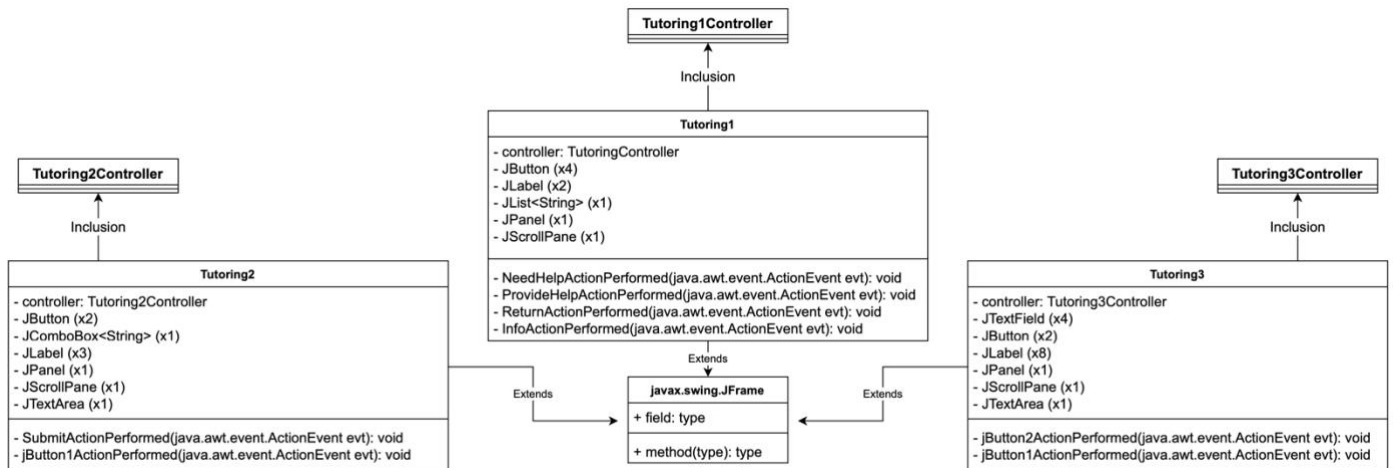 Tutoring1Controller
Inclusion
Tutoring1
- controller: TutoringController
- JButton (x4)
- JLabel (x2)
- JList<String> (x1)
- JPanel (x1)
- JScrollPane (x1)
- NeedHelpActionPerformed(java.awt.event.ActionEvent evt): void
- ProvideHelpActionPerformed(java.awt.event.ActionEvent evt): void
- ReturnActionPerformed(java.awt.event.ActionEvent evt): void
- InfoActionPerformed(java.awt.event.ActionEvent evt): void
Extends
Tutoring2Controller
Inclusion
Tutoring2
- controller: Tutoring2Controller
- JButton (x2)
- JComboBox<String> (x1)
- JLabel (x3)
- JPanel (x1)
- JScrollPane (x1)
- JTextArea (x1)
- SubmitActionPerformed(java.awt.event.ActionEvent evt): void
- jButton1ActionPerformed(java.awt.event.ActionEvent evt): void
Extends
javax.swing.JFrame
+ field: type
+ method(type): type
Extends
Tutoring3Controller
Inclusion
Tutoring3
- controller: Tutoring3Controller
- JTextField (x4)
- JButton (x2)
- JLabel (x8)
- JPanel (x1)
- JScrollPane (x1)
- JTextArea (x1)
- jButton2ActionPerformed(java.awt.event.ActionEvent evt): void
- jButton1ActionPerformed(java.awt.event.ActionEvent evt): void